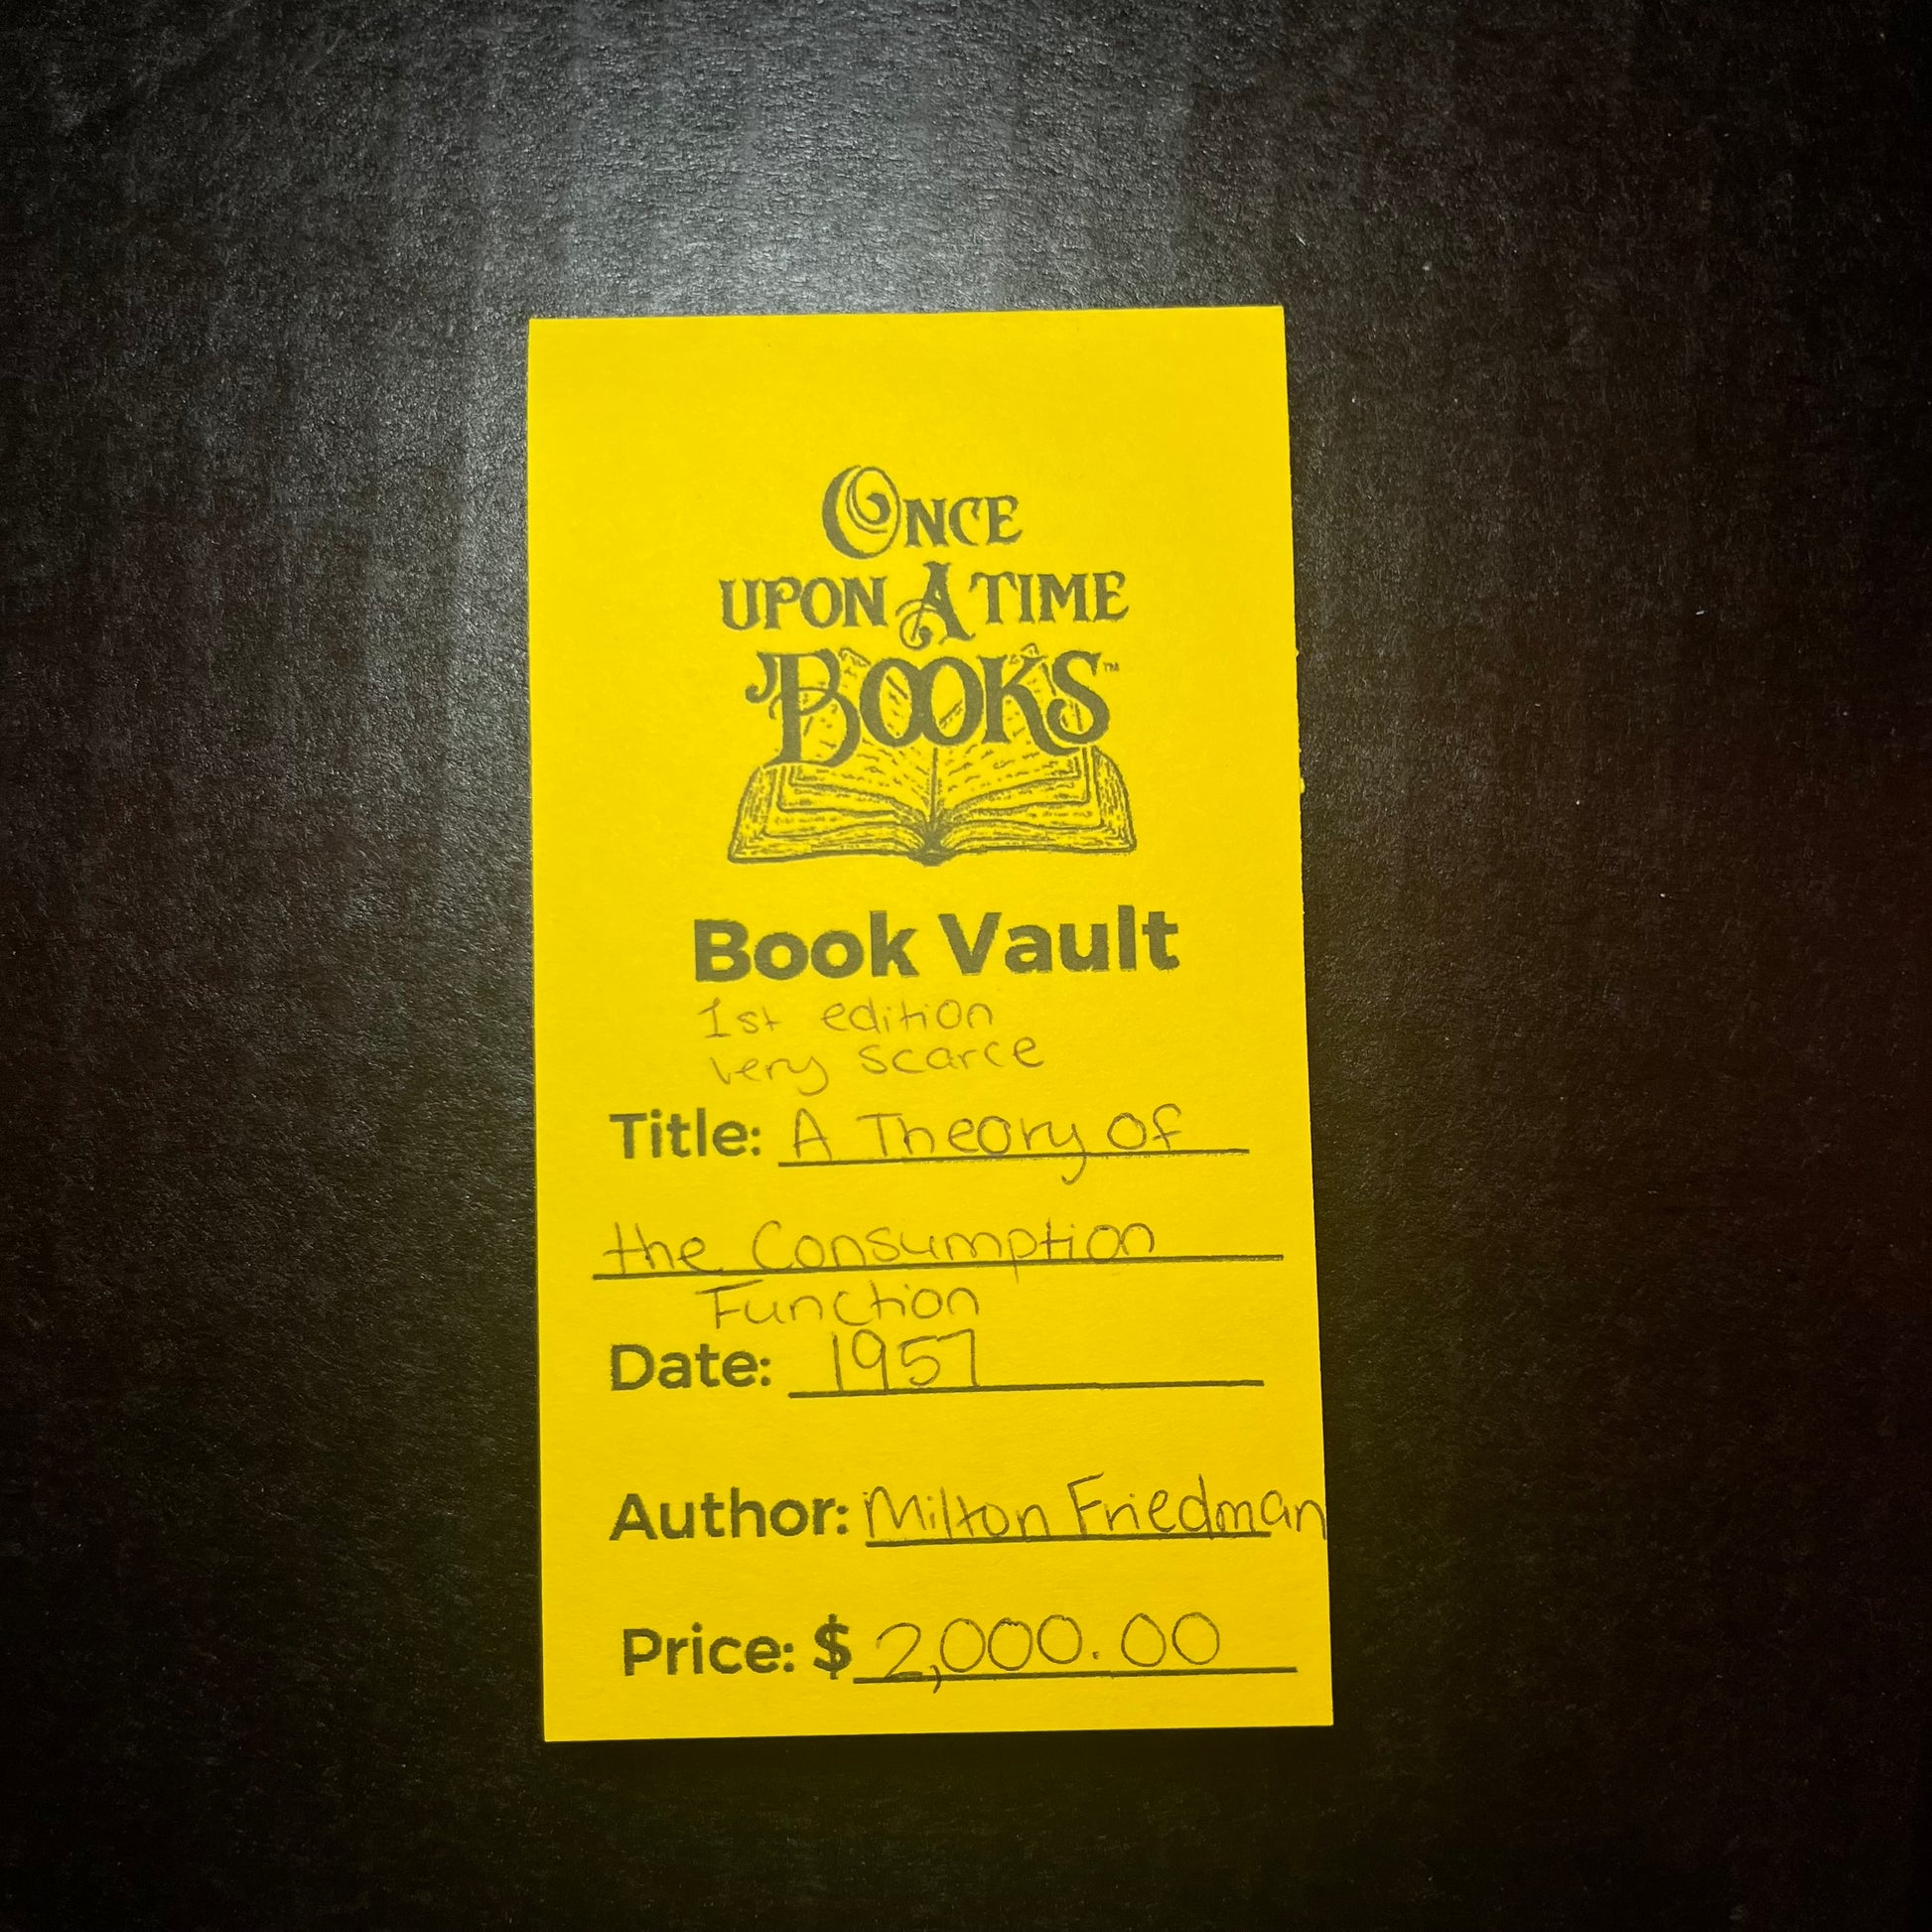 ONCE
UPON A TIME
BOOKS™
Book Vault
1st edition
very scarce
Title: A Theory of
the Consumption
Function
Date: 1957
Author: Milton Friedman
Price: $ 2,000.00